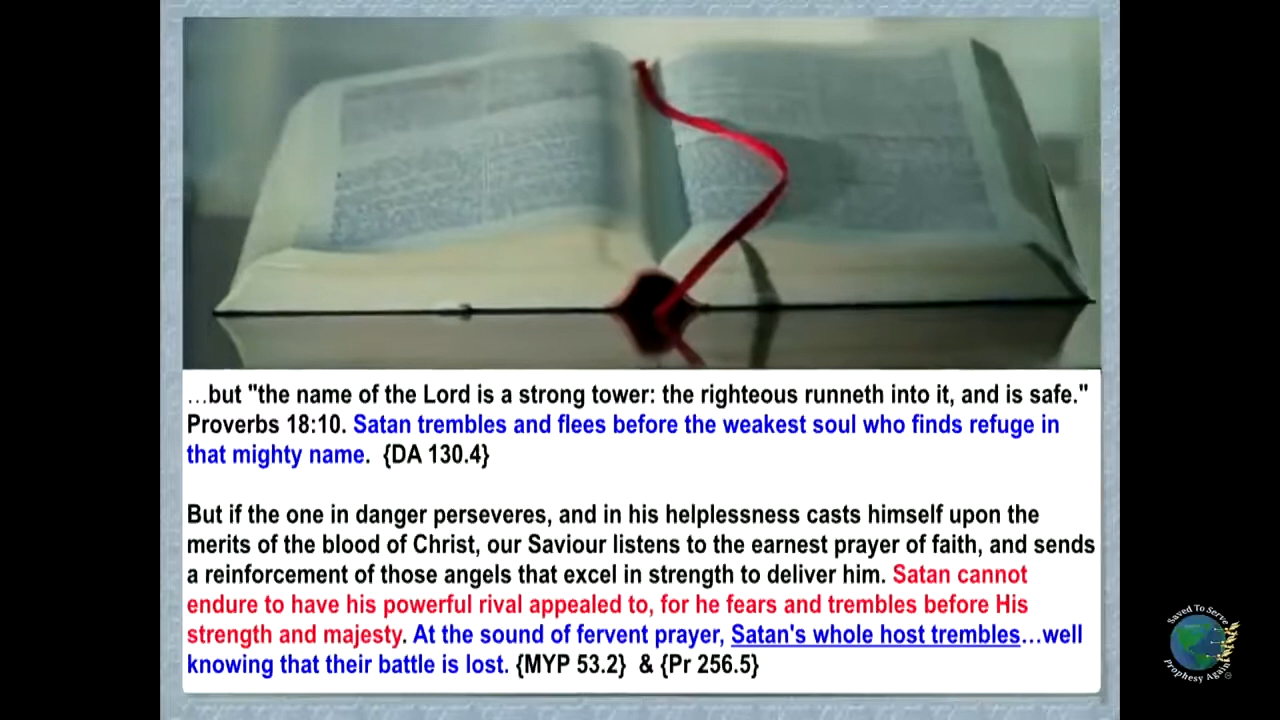 …but "the name of the Lord is a strong tower: the righteous runneth into it, and is safe."
Proverbs 18:10. Satan trembles and flees before the weakest soul who finds refuge in
that mighty name.  {DA 130.4}
But if the one in danger perseveres, and in his helplessness casts himself upon the
merits of the blood of Christ, our Saviour listens to the earnest prayer of faith, and sends
a reinforcement of those angels that excel in strength to deliver him. Satan cannot
endure to have his powerful rival appealed to, for he fears and trembles before His
strength and majesty. At the sound of fervent prayer, Satan's whole host trembles…well
knowing that their battle is lost. {MYP 53.2}  & {Pr 256.5}
Saved To Serve
Prophesy Again